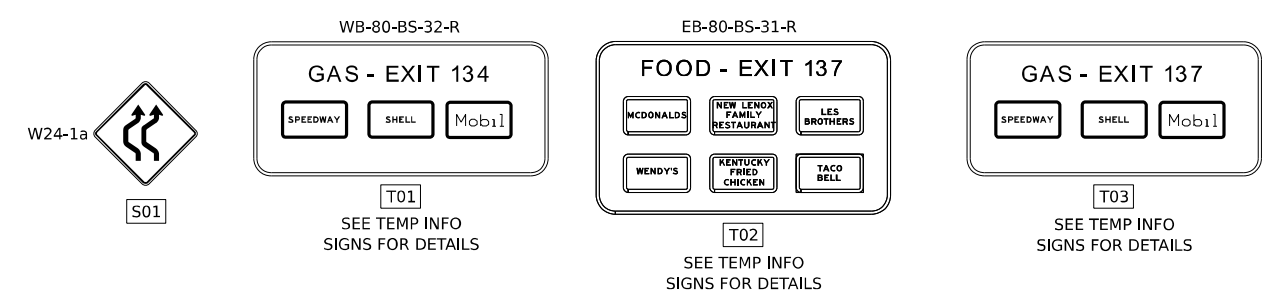 WB-80-BS-32-R
EB-80-BS-31-R
W24-1a
S01
GAS - EXIT 134
SPEEDWAY
SHELL
Mobil
T01
SEE TEMP INFO
SIGNS FOR DETAILS
FOOD - EXIT 137
MCDONALDS
NEW LENOX
FAMILY
RESTAURANT
LES
BROTHERS
WENDY'S
KENTUCKY
FRIED
CHICKEN
TACO
BELL
T02
SEE TEMP INFO
SIGNS FOR DETAILS
GAS - EXIT 137
SPEEDWAY
SHELL
Mobil
T03
SEE TEMP INFO
SIGNS FOR DETAILS